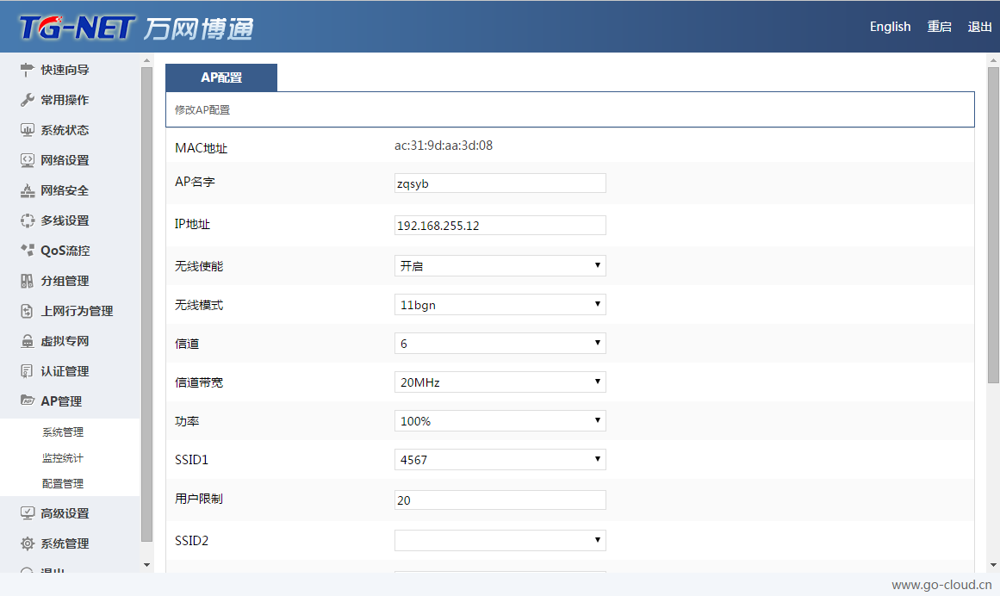 TG-NET 万网博通
English 重启 退出
快速向导
常用操作
系统状态
网络设置
网络安全
多线设置
QoS流控
分组管理
上网行为管理
虚拟专网
认证管理
AP管理
系统管理
监控统计
配置管理
高级设置
系统管理
退出
AP配置
修改AP配置
MAC地址 ac:31:9d:aa:3d:08
AP名字 zqsyb
IP地址 192.168.255.12
无线使能 开启
无线模式 11bgn
信道 6
信道带宽 20MHz
功率 100%
SSID1 4567
用户限制 20
SSID2
www.go-cloud.cn